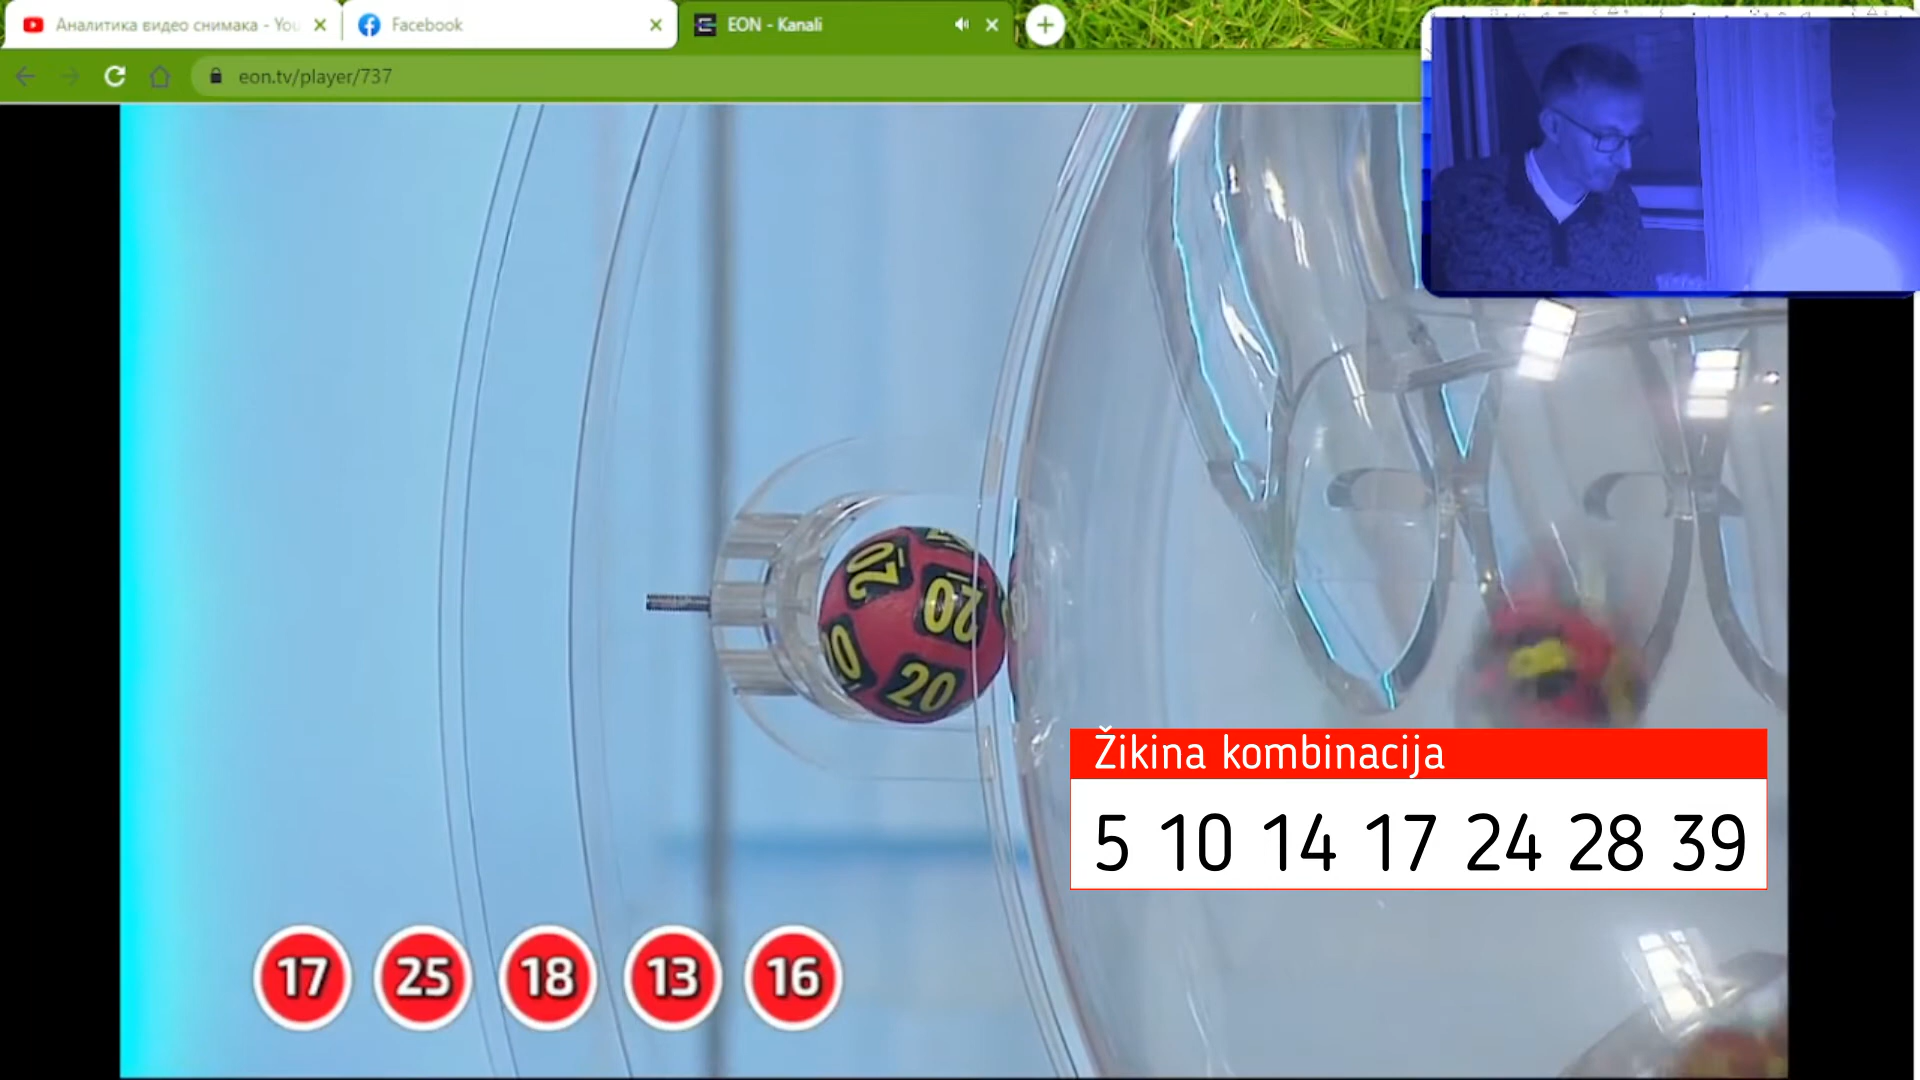 Аналитика видео снимака - You
Facebook
EON - Kanali
eon.tv/player/737
20
20
20
20
Žikina kombinacija
5 10 14 17 24 28 39
17 25 18 13 16